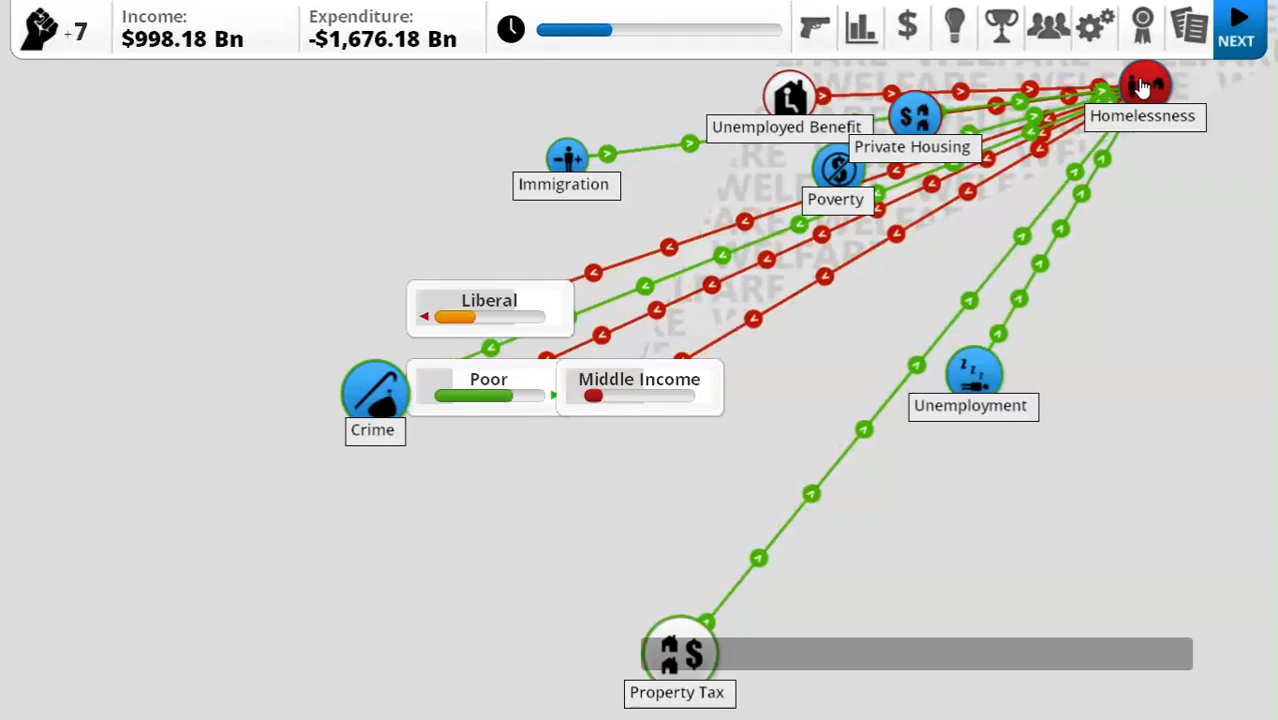 +7
Income:
$998.18 Bn
Expenditure:
-$1,676.18 Bn
NEXT
WELFARE
Homelessness
Unemployed Benefit
Private Housing
Immigration
Poverty
Liberal
Poor
Middle Income
Crime
Unemployment
Property Tax
$